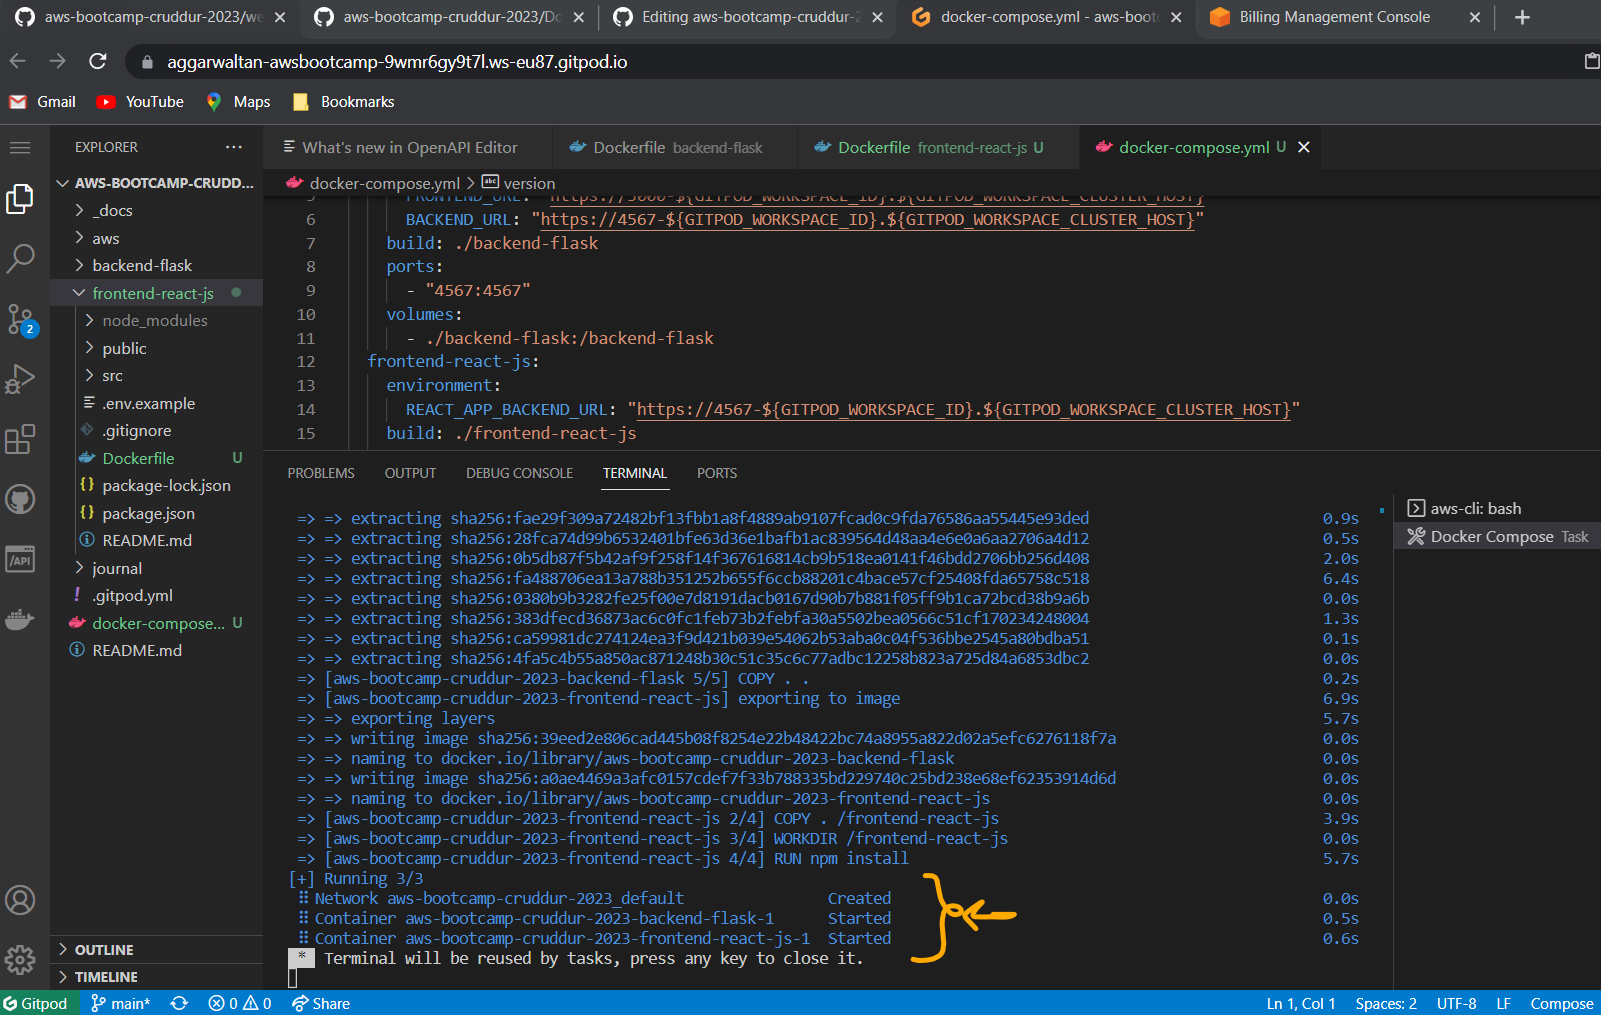 aws-bootcamp-cruddur-2023/we
aws-bootcamp-cruddur-2023/Do
Editing aws-bootcamp-cruddur-2
docker-compose.yml - aws-boot
Billing Management Console
aggarwaltan-awsbootcamp-9wmr6gy9t7l.ws-eu87.gitpod.io
Gmail
YouTube
Maps
Bookmarks
EXPLORER
What's new in OpenAPI Editor
Dockerfile backend-flask
Dockerfile frontend-react-js U
docker-compose.yml U
AWS-BOOTCAMP-CRUDD...
_docs
aws
backend-flask
frontend-react-js
node_modules
public
src
.env.example
.gitignore
Dockerfile U
package-lock.json
package.json
README.md
journal
.gitpod.yml
docker-compose... U
README.md
OUTLINE
TIMELINE
2
/API
docker-compose.yml > abc version
5 FRONTEND_URL: "https://3000-${GITPOD_WORKSPACE_ID}.${GITPOD_WORKSPACE_CLUSTER_HOST}
6 BACKEND_URL: "https://4567-${GITPOD_WORKSPACE_ID}.${GITPOD_WORKSPACE_CLUSTER_HOST}"
7 build: ./backend-flask
8 ports:
9 - "4567:4567"
10 volumes:
11 - ./backend-flask:/backend-flask
12 frontend-react-js:
13 environment:
14 REACT_APP_BACKEND_URL: "https://4567-${GITPOD_WORKSPACE_ID}.${GITPOD_WORKSPACE_CLUSTER_HOST}"
15 build: ./frontend-react-js
PROBLEMS
OUTPUT
DEBUG CONSOLE
TERMINAL
PORTS
=> => extracting sha256:fae29f309a72482bf13fbb1a8f4889ab9107fcad0c9fda76586aa55445e93ded 0.9s
=> => extracting sha256:28fca74d99b6532401bfe63d36e1bafb1ac839564d48aa4e6e0a6aa2706a4d12 0.5s
=> => extracting sha256:0b5db87f5b42af9f258f14f367616814cb9b518ea0141f46bdd2706bb256d408 2.0s
=> => extracting sha256:fa488706ea13a788b351252b655f6ccb88201c4bace57cf25408fda65758c518 6.4s
=> => extracting sha256:0380b9b3282fe25f00e7d8191dacb0167d90b7b881f05ff9b1ca72bcd38b9a6b 0.0s
=> => extracting sha256:383dfecd36873ac6c0fc1feb73b2febfa30a5502bea0566c51cf170234248004 1.3s
=> => extracting sha256:ca59981dc274124ea3f9d421b039e54062b53aba0c04f536bbe2545a80bdba51 0.1s
=> => extracting sha256:4fa5c4b55a850ac871248b30c51c35c6c77adbc12258b823a725d84a6853dbc2 0.0s
=> [aws-bootcamp-cruddur-2023-backend-flask 5/5] COPY . . 0.2s
=> [aws-bootcamp-cruddur-2023-frontend-react-js] exporting to image 6.9s
=> => exporting layers 5.7s
=> => writing image sha256:39eed2e806cad445b08f8254e22b48422bc74a8955a822d02a5efc6276118f7a 0.0s
=> => naming to docker.io/library/aws-bootcamp-cruddur-2023-backend-flask 0.0s
=> => writing image sha256:a0ae4469a3afc0157cdef7f33b788335bd229740c25bd238e68ef62353914d6d 0.0s
=> => naming to docker.io/library/aws-bootcamp-cruddur-2023-frontend-react-js 0.0s
=> [aws-bootcamp-cruddur-2023-frontend-react-js 2/4] COPY . /frontend-react-js 3.9s
=> [aws-bootcamp-cruddur-2023-frontend-react-js 3/4] WORKDIR /frontend-react-js 0.0s
=> [aws-bootcamp-cruddur-2023-frontend-react-js 4/4] RUN npm install 5.7s
[+] Running 3/3
Network aws-bootcamp-cruddur-2023_default Created 0.0s
Container aws-bootcamp-cruddur-2023-backend-flask-1 Started 0.5s
Container aws-bootcamp-cruddur-2023-frontend-react-js-1 Started 0.6s
* Terminal will be reused by tasks, press any key to close it.
aws-cli: bash
Docker Compose Task
Gitpod
main*
0
0
Share
Ln 1, Col 1
Spaces: 2
UTF-8
LF
Compose